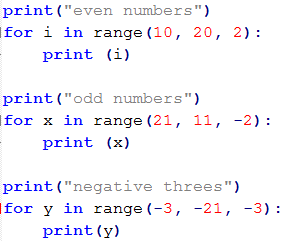 print("even numbers")
for i in range(10, 20, 2):
    print (i)
print("odd numbers")
for x in range(21, 11, -2):
    print (x)
print("negative threes")
for y in range(-3, -21, -3):
    print(y)